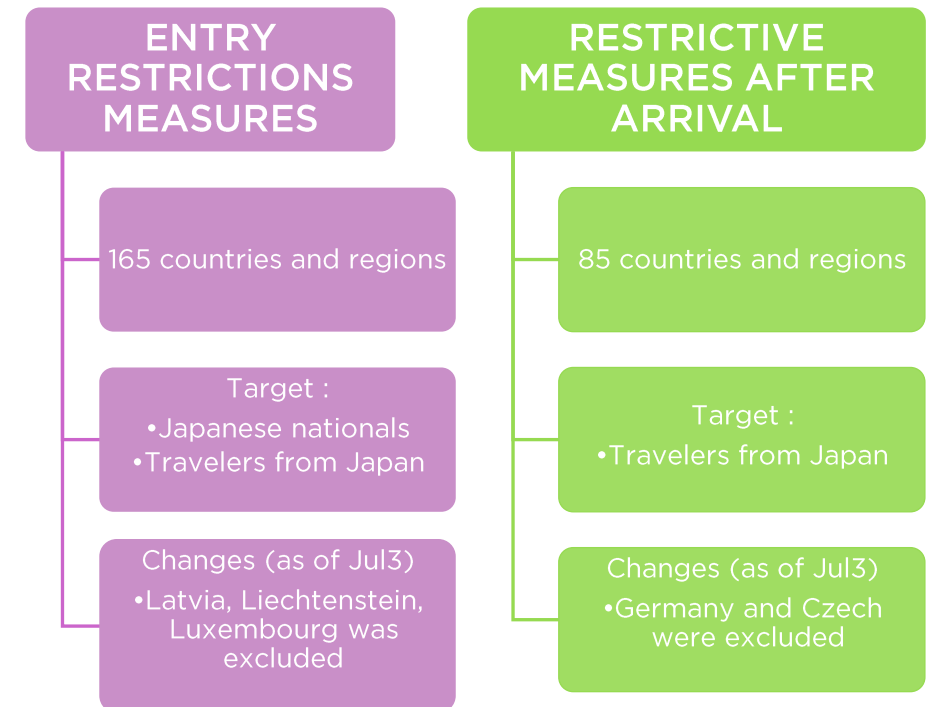 ENTRY
RESTRICTIONS
MEASURES
165 countries and regions
Target :
•Japanese nationals
•Travelers from Japan
Changes (as of Jul3)
•Latvia, Liechtenstein,
Luxembourg was
excluded
RESTRICTIVE
MEASURES AFTER
ARRIVAL
85 countries and regions
Target :
•Travelers from Japan
Changes (as of Jul3)
•Germany and Czech
were excluded